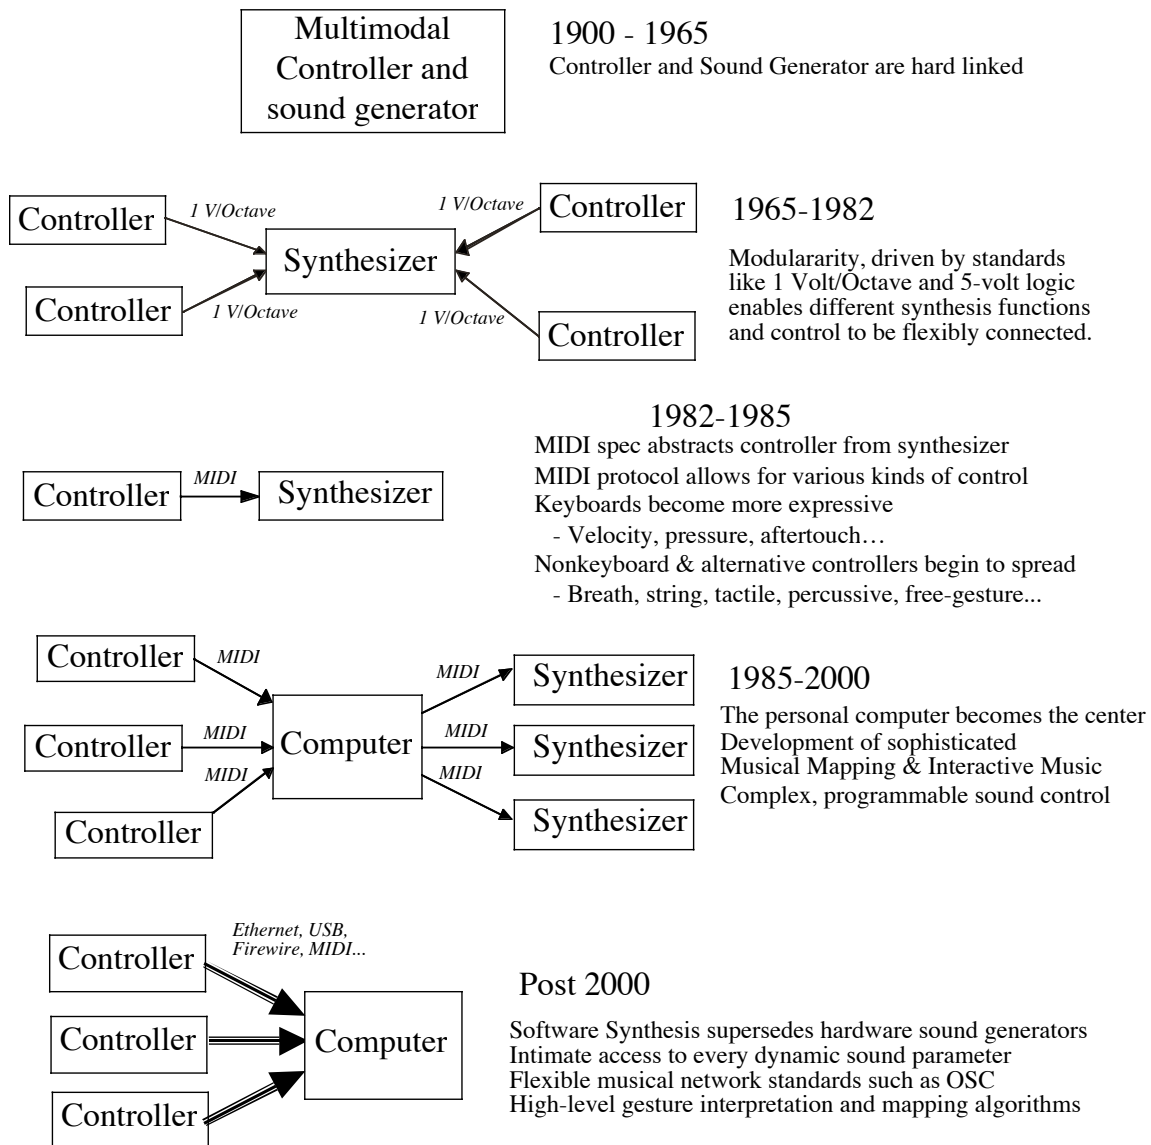 Multimodal
Controller and
sound generator
1900 - 1965
Controller and Sound Generator are hard linked
Controller
1 V/Octave
1 V/Octave
Controller
Synthesizer
Controller
1 V/Octave
1 V/Octave
Controller
1965-1982
Modulararity, driven by standards
like 1 Volt/Octave and 5-volt logic
enables different synthesis functions
and control to be flexibly connected.
1982-1985
MIDI spec abstracts controller from synthesizer
MIDI protocol allows for various kinds of control
Keyboards become more expressive
- Velocity, pressure, aftertouch…
Nonkeyboard & alternative controllers begin to spread
- Breath, string, tactile, percussive, free-gesture...
Controller
MIDI
Synthesizer
Controller
MIDI
MIDI
Synthesizer
Controller
MIDI
Computer
MIDI
Synthesizer
MIDI
MIDI
Controller
Synthesizer
1985-2000
The personal computer becomes the center
Development of sophisticated
Musical Mapping & Interactive Music
Complex, programmable sound control
Ethernet, USB,
Firewire, MIDI...
Controller
Controller
Computer
Controller
Post 2000
Software Synthesis supersedes hardware sound generators
Intimate access to every dynamic sound parameter
Flexible musical network standards such as OSC
High-level gesture interpretation and mapping algorithms